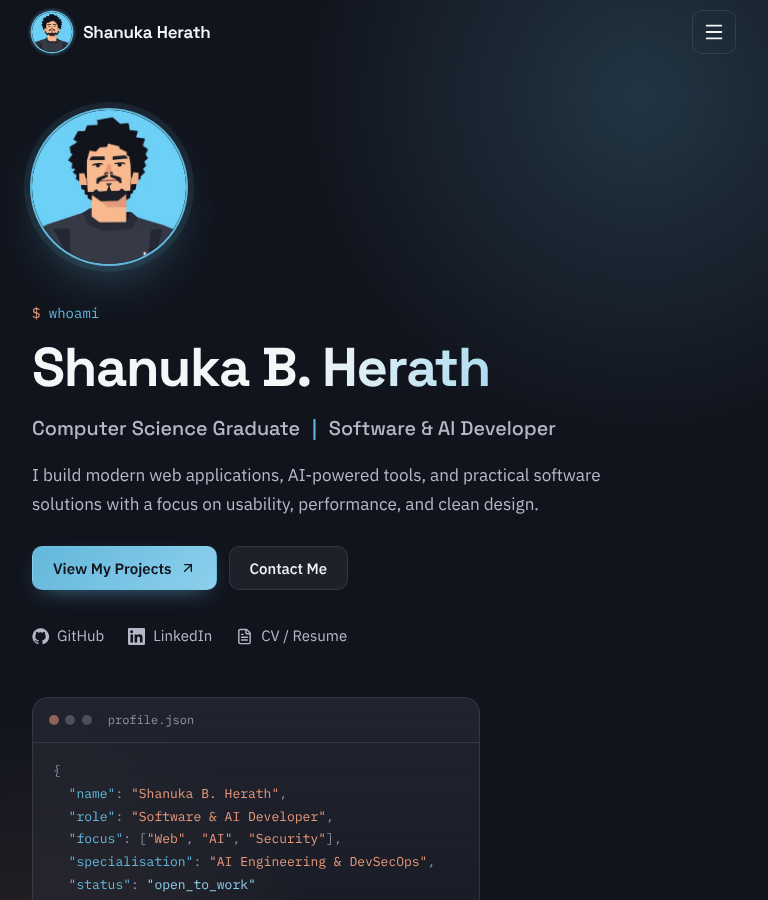 Shanuka Herath
$ whoami
Shanuka B. Herath
Computer Science Graduate | Software & AI Developer
I build modern web applications, AI-powered tools, and practical software
solutions with a focus on usability, performance, and clean design.
View My Projects
Contact Me
GitHub
LinkedIn
CV / Resume
profile.json
{
"name": "Shanuka B. Herath",
"role": "Software & AI Developer",
"focus": ["Web", "AI", "Security"],
"specialisation": "AI Engineering & DevSecOps",
"status": "open_to_work"